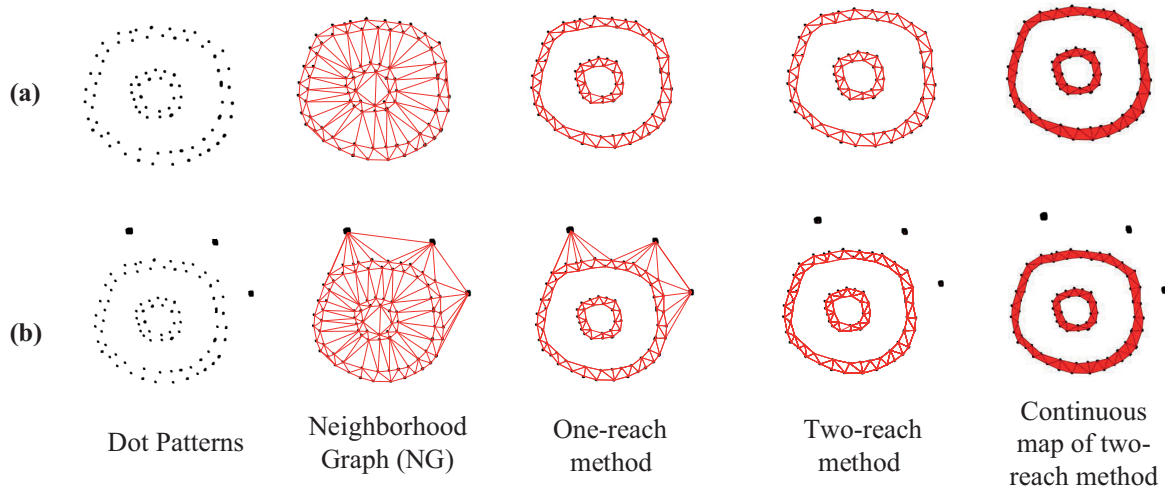 (a)
(b)
Dot Patterns
Neighborhood
Graph (NG)
One-reach
method
Two-reach
method
Continuous
map of two-
reach method